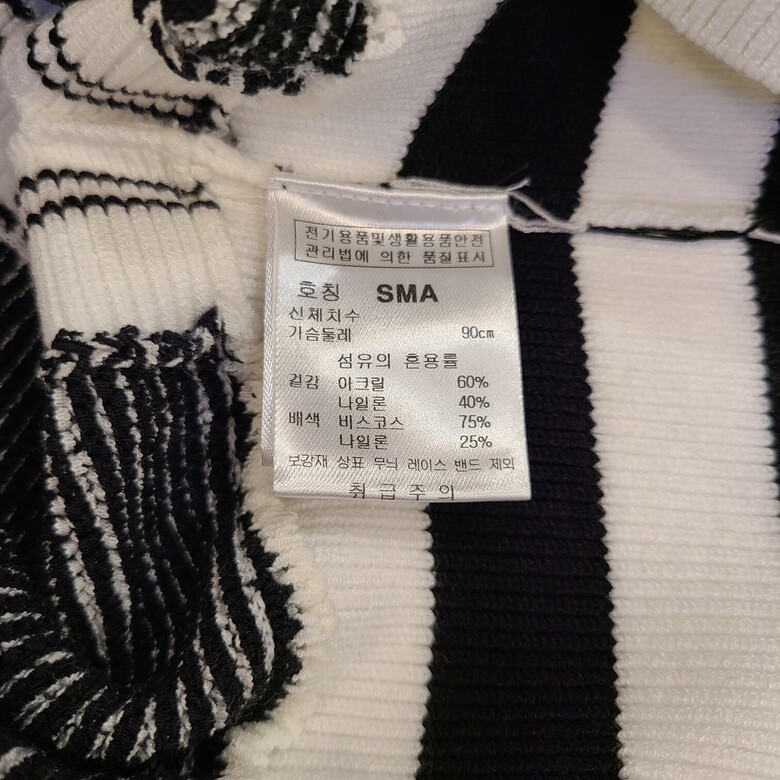 전기용품및생활용품안전
관리법에 의한 품질표시
호칭 SMA
신체치수
가슴둘레 90cm
섬유의 혼용률
겉감 아크릴 60%
나일론 40%
배색 비스코스 75%
나일론 25%
보강재 상표 무늬 레이스 밴드 제외
취급주의